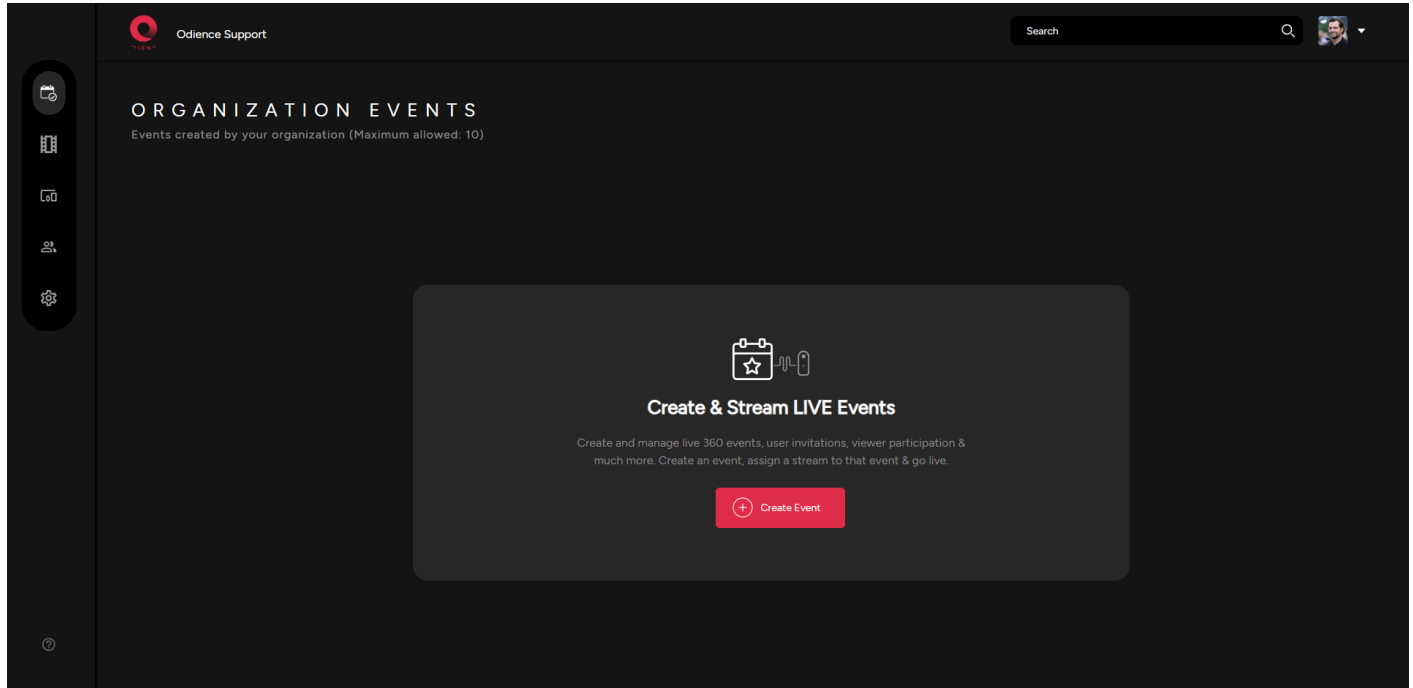 Odience Support
Search
ORGANIZATION EVENTS
Events created by your organization (Maximum allowed: 10)
Create & Stream LIVE Events
Create and manage live 360 events, user invitations, viewer participation &
much more. Create an event, assign a stream to that event & go live.
Create Event